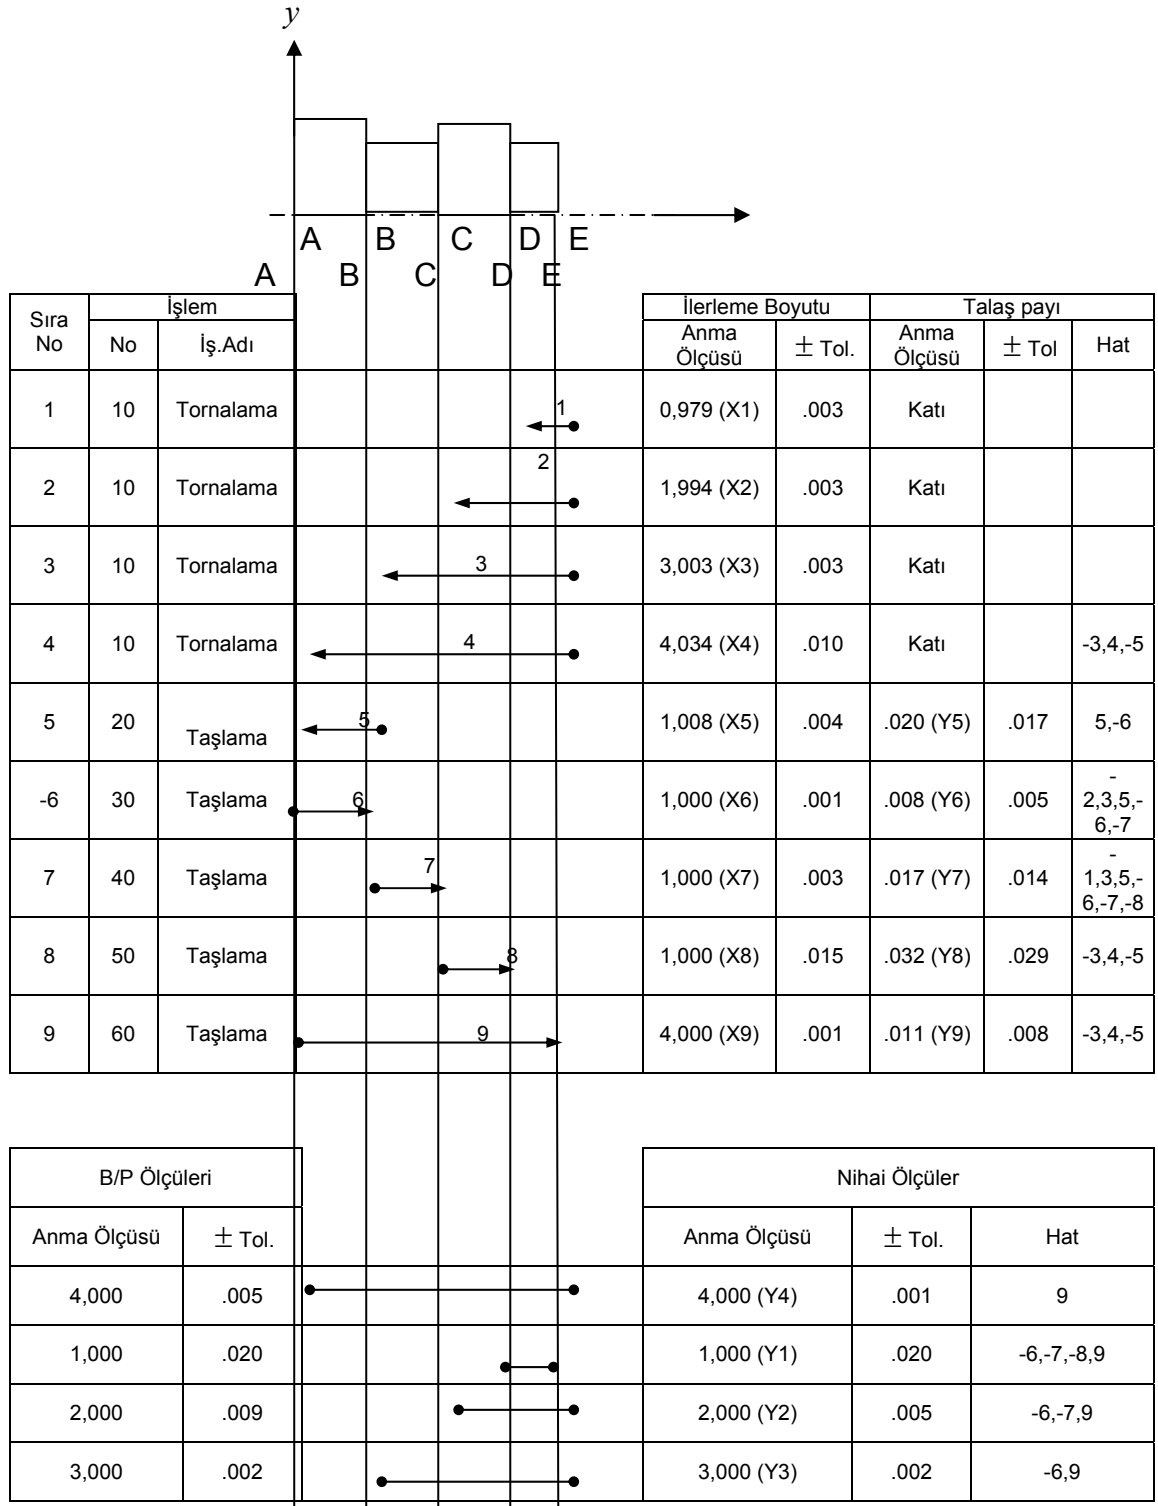 y
A B C D E
A B C D E
Sıra No İşlem İlerleme Boyutu Talaş payı
No İş.Adı Anma Ölçüsü ± Tol. Anma Ölçüsü ± Tol Hat
1 10 Tornalama 1 0,979 (X1) .003 Katı
2 10 Tornalama 2 1,994 (X2) .003 Katı
3 10 Tornalama 3 3,003 (X3) .003 Katı
4 10 Tornalama 4 4,034 (X4) .010 Katı -3,4,-5
5 20 Taşlama 5 1,008 (X5) .004 .020 (Y5) .017 5,-6
-6 30 Taşlama 6 1,000 (X6) .001 .008 (Y6) .005 -2,3,5,-6,-7
7 40 Taşlama 7 1,000 (X7) .003 .017 (Y7) .014 -1,3,5,-6,-7,-8
8 50 Taşlama 8 1,000 (X8) .015 .032 (Y8) .029 -3,4,-5
9 60 Taşlama 9 4,000 (X9) .001 .011 (Y9) .008 -3,4,-5
B/P Ölçüleri Nihai Ölçüler
Anma Ölçüsü ± Tol. Anma Ölçüsü ± Tol. Hat
4,000 .005 4,000 (Y4) .001 9
1,000 .020 1,000 (Y1) .020 -6,-7,-8,9
2,000 .009 2,000 (Y2) .005 -6,-7,9
3,000 .002 3,000 (Y3) .002 -6,9